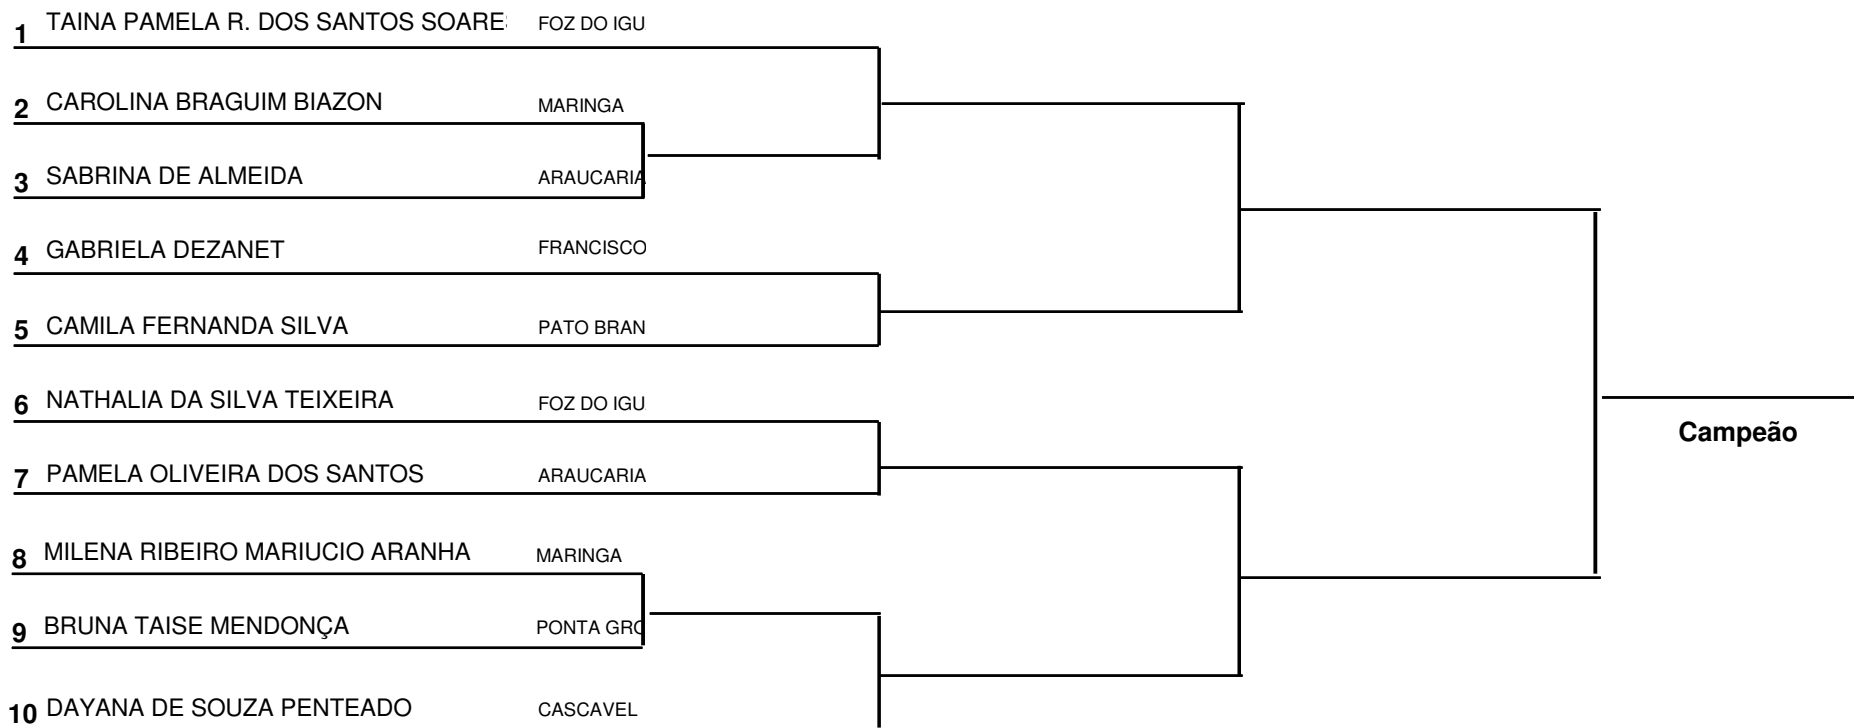 1 TAINA PAMELA R. DOS SANTOS SOARES FOZ DO IGU
2 CAROLINA BRAGUIM BIAZON MARINGA
3 SABRINA DE ALMEIDA ARAUCARIA
4 GABRIELA DEZANET FRANCISCO
5 CAMILA FERNANDA SILVA PATO BRAN
6 NATHALIA DA SILVA TEIXEIRA FOZ DO IGU
Campeão
7 PAMELA OLIVEIRA DOS SANTOS ARAUCARIA
8 MILENA RIBEIRO MARIUCIO ARANHA MARINGA
9 BRUNA TAISE MENDONÇA PONTA GRO
10 DAYANA DE SOUZA PENTEADO CASCAVEL